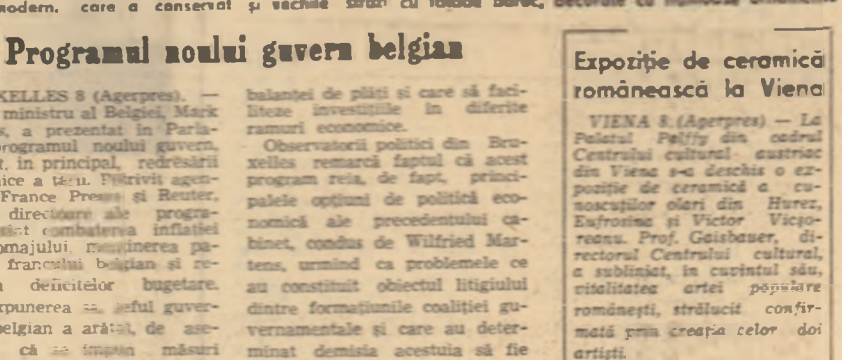 modern. care a conservat și vechile
Programul noului guvern belgian
XELLES 8 (Agerpres). —
ministru al Belgiei, Mark
s, a prezentat în Parla-
programul noului guvern,
t, în principal, redresării
ice a țării. Potrivit agen-
France Presse și Reuter,
directoare ale progra-
combaterea inflației
omajului, menținerea pa-
francului belgian și re-
deficitelor bugetare.
xpunerea sa, șeful guver-
belgian a arătat, de ase-
că se impun măsuri
balanței de plăți și care să faci-
liteze investițiile în diferite
ramuri economice.
Observatorii politici din Bru-
xelles remarcă faptul că acest
program reia, de fapt, princi-
palele opțiuni de politică eco-
nomică ale precedentului ca-
binet, condus de Wilfried Mar-
tens, urmînd ca problemele ce
au constituit obiectul litigiului
dintre formațiunile coaliției gu-
vernamentale și care au deter-
minat demisia acestuia să fie
Expoziție de ceramică
românească la Viena
VIENA 8 (Agerpres) — La
Palatul Palffy din cadrul
Centrului cultural austriac
din Viena s-a deschis o ex-
poziție de ceramică a cu-
noscuților olari din Hurez,
Eufrosina și Victor Vicșo-
reanu. Prof. Gaisbauer, di-
rectorul Centrului cultural,
a subliniat, în cuvîntul său,
vitalitatea artei populare
românești, strălucit confir-
mată prin creația celor doi
artiști.